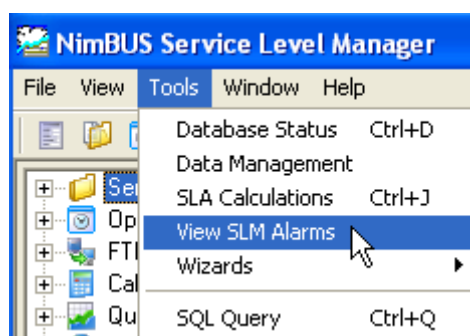 NimBUS Service Level Manager
File View Tools Window Help
Database Status Ctrl+D
Data Management
SLA Calculations Ctrl+J
View SLM Alarms
Wizards
SQL Query Ctrl+Q